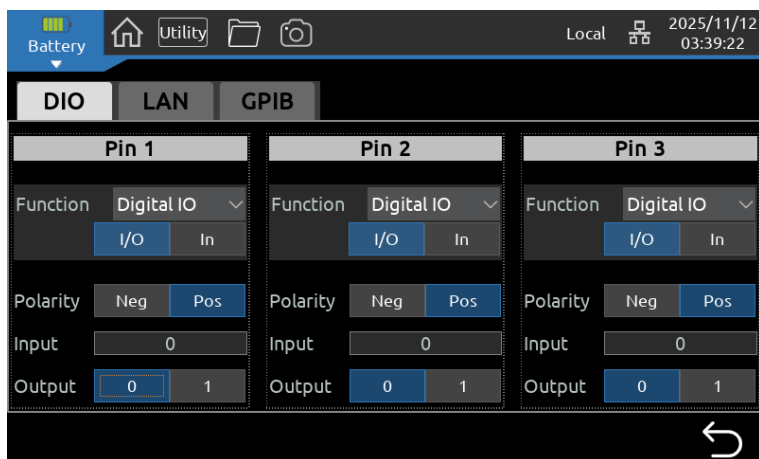 Battery Utility Local 2025/11/12
03:39:22
DIO LAN GPIB
Pin 1 Pin 2 Pin 3
Function Digital IO Function Digital IO Function Digital IO
I/O In I/O In I/O In
Polarity Neg Pos Polarity Neg Pos Polarity Neg Pos
Input 0 Input 0 Input 0
Output 0 1 Output 0 1 Output 0 1